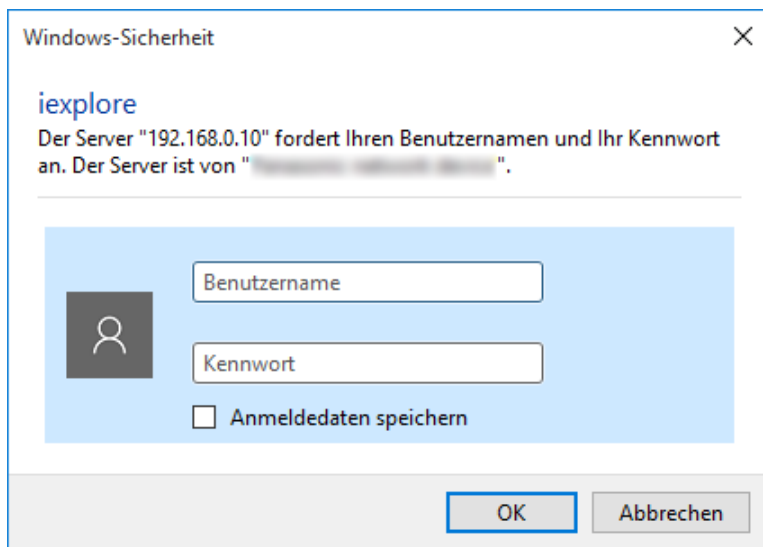 Windows-Sicherheit
iexplore
Der Server "192.168.0.10" fordert Ihren Benutzernamen und Ihr Kennwort
an. Der Server ist von " ".
Benutzername
Kennwort
Anmeldedaten speichern
OK
Abbrechen